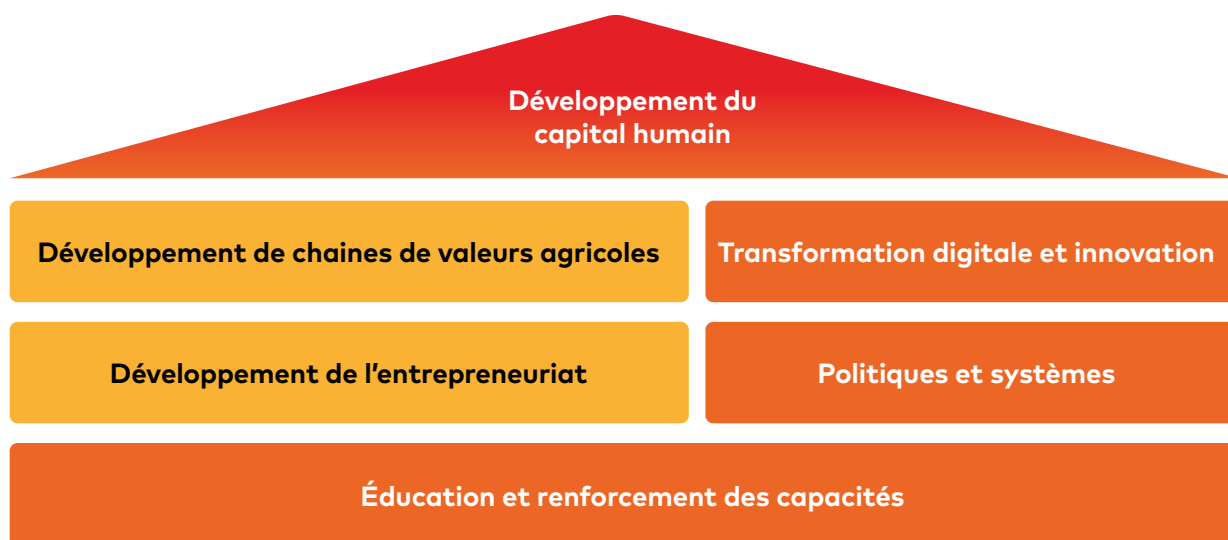 Développement du
capital humain
Développement de chaines de valeurs agricoles
Transformation digitale et innovation
Développement de l’entrepreneuriat
Politiques et systèmes
Éducation et renforcement des capacités